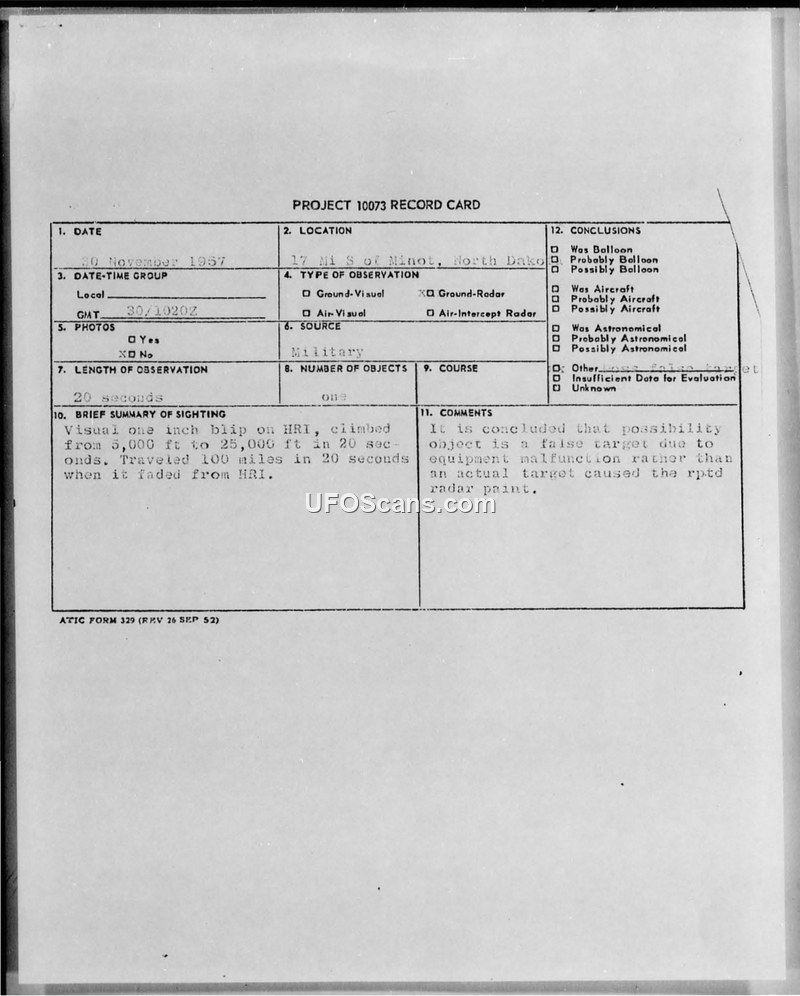 PROJECT 10073 RECORD CARD
1. DATE
30 November 1957
2. LOCATION
17 Mi S of Minot, North Dako
3. DATE-TIME GROUP
Local
GMT 30/1020Z
4. TYPE OF OBSERVATION
☐ Ground-Visual X☐ Ground-Radar
☐ Air-Visual ☐ Air-Intercept Radar
5. PHOTOS
☐ Yes
X☐ No
6. SOURCE
Military
7. LENGTH OF OBSERVATION
20 seconds
8. NUMBER OF OBJECTS
one
9. COURSE
10. BRIEF SUMMARY OF SIGHTING
Visual one inch blip on HRI, climbed
from 5,000 ft to 25,000 ft in 20 sec-
onds. Traveled 100 miles in 20 seconds
when it faded from HRI.
11. COMMENTS
It is concluded that possibility
object is a false target due to
equipment malfunction rather than
an actual target caused the rptd
radar paint.
12. CONCLUSIONS
☐ Was Balloon
☐ Probably Balloon
☐ Possibly Balloon
☐ Was Aircraft
☐ Probably Aircraft
☐ Possibly Aircraft
☐ Was Astronomical
☐ Probably Astronomical
☐ Possibly Astronomical
☐ Other false target
☐ Insufficient Data for Evaluation
☐ Unknown
ATIC FORM 329 (REV 26 SEP 52)
UFOScans.com